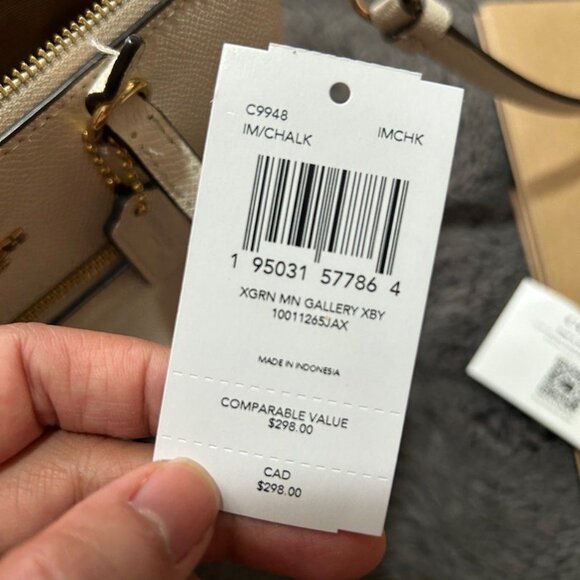 C9948
IM/CHALK IMCHK
1 95031 57786 4
XGRN MN GALLERY XBY
10011265JAX
MADE IN INDONESIA
COMPARABLE VALUE
$298.00
CAD
$298.00